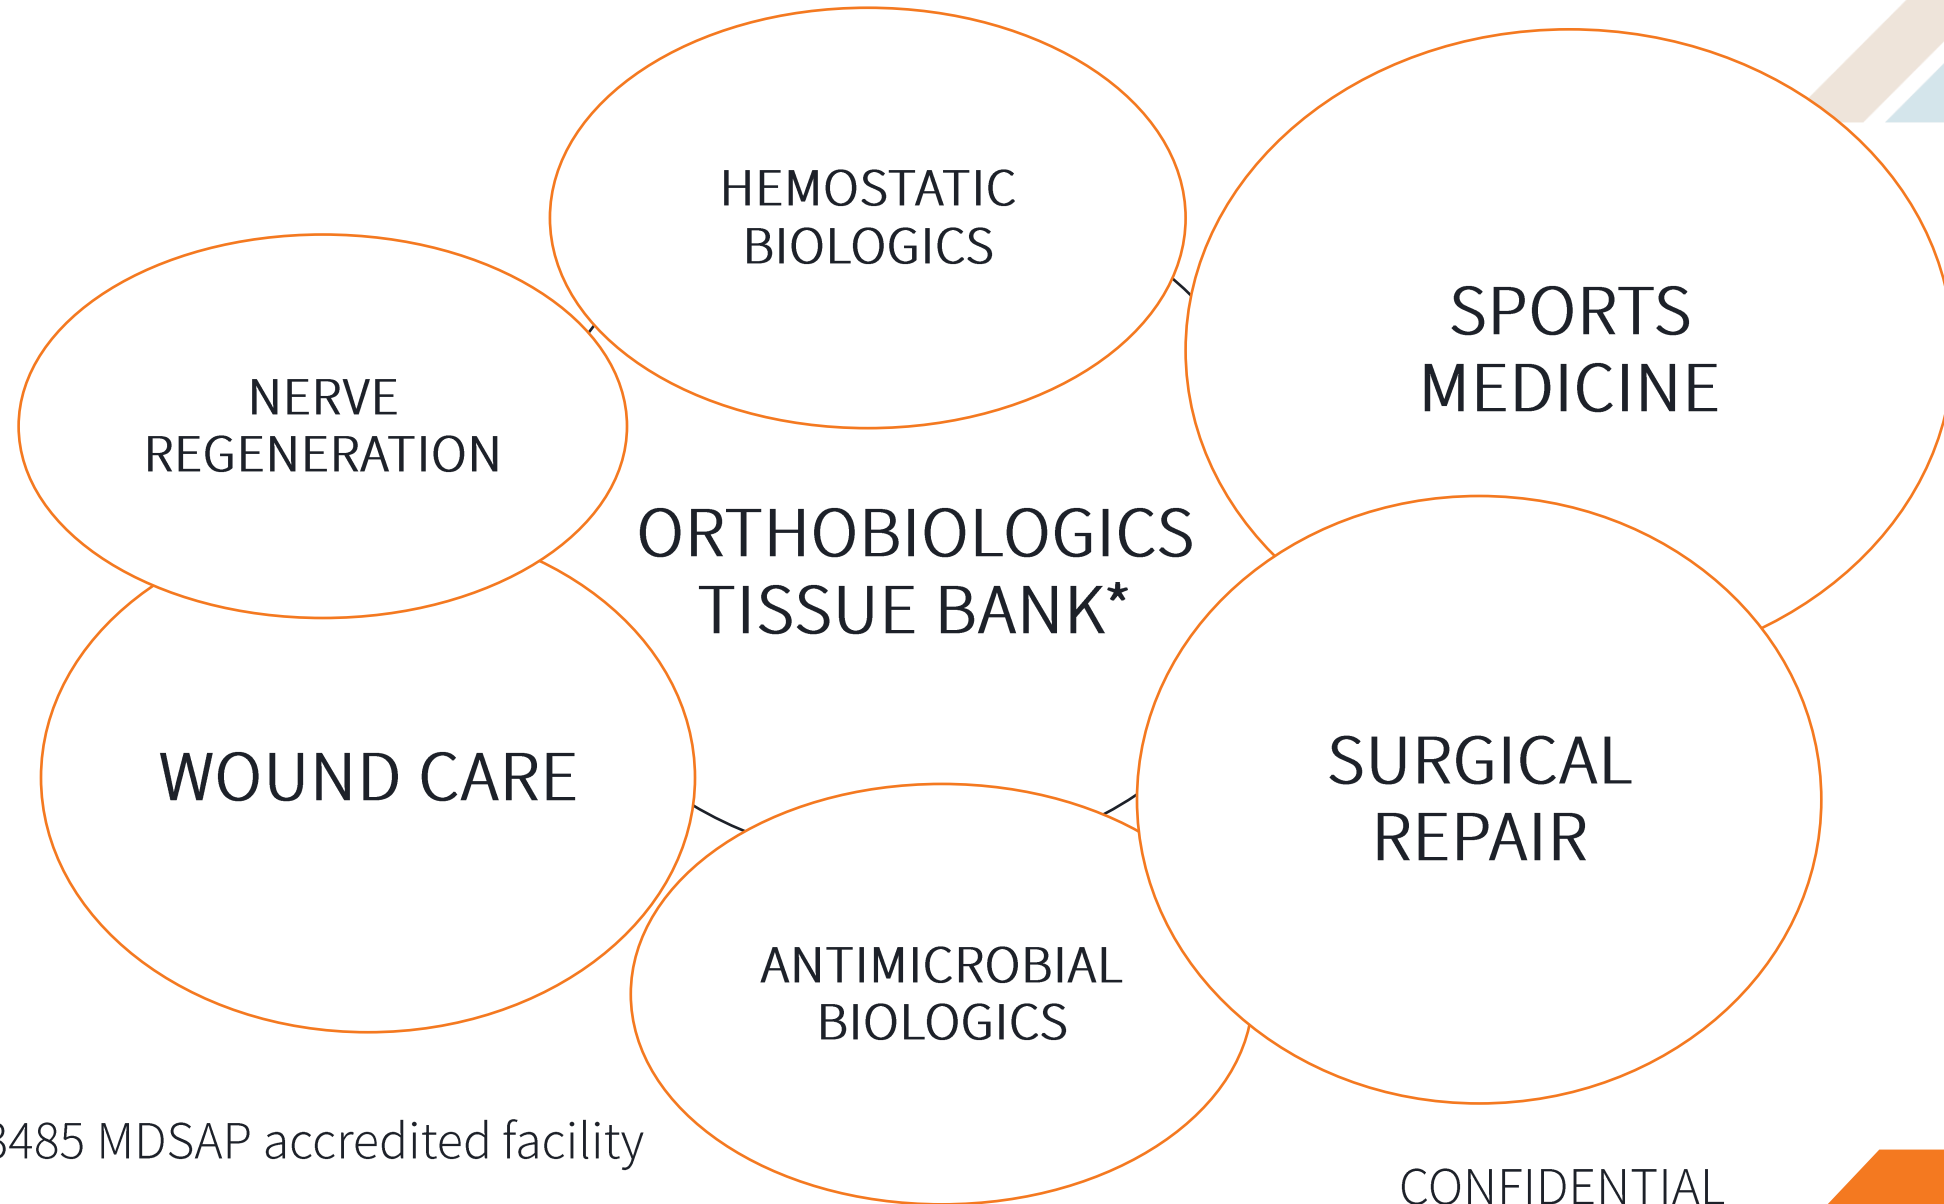 HEMOSTATIC
BIOLOGICS
SPORTS
MEDICINE
NERVE
REGENERATION
ORTHOBIOLOGICS
TISSUE BANK*
WOUND CARE
SURGICAL
REPAIR
ANTIMICROBIAL
BIOLOGICS
3485 MDSAP accredited facility
CONFIDENTIAL